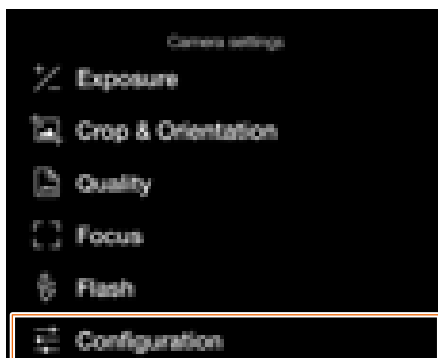 Camera settings
Exposure
Crop & Orientation
Quality
Focus
Flash
Configuration